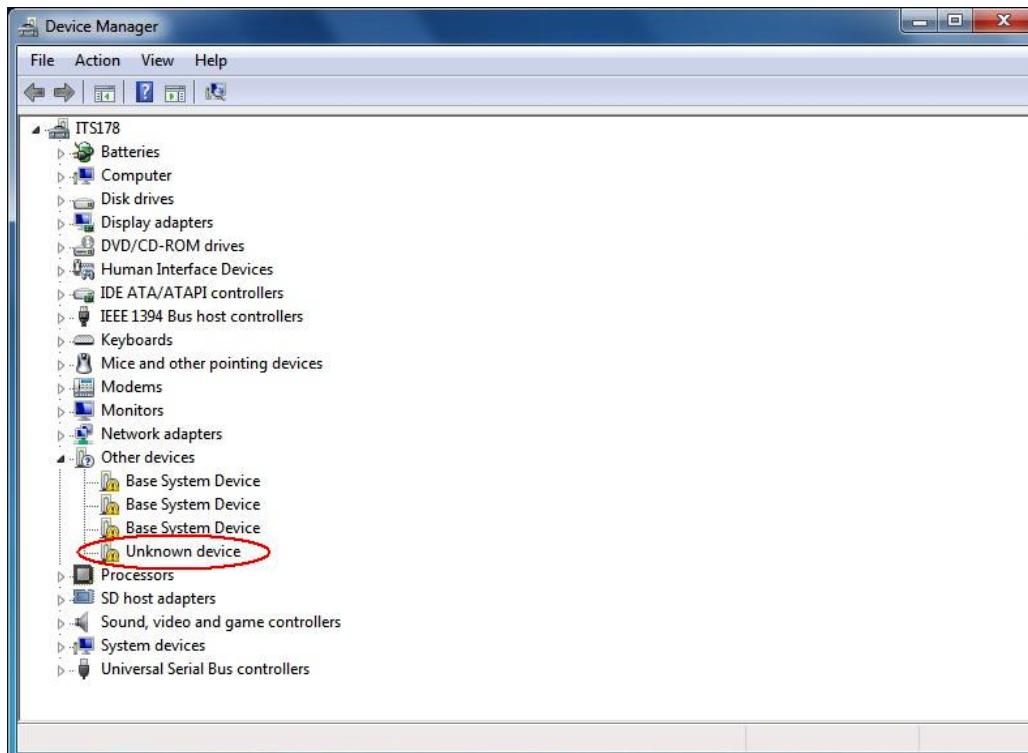 Device Manager
File Action View Help
ITS178
Batteries
Computer
Disk drives
Display adapters
DVD/CD-ROM drives
Human Interface Devices
IDE ATA/ATAPI controllers
IEEE 1394 Bus host controllers
Keyboards
Mice and other pointing devices
Modems
Monitors
Network adapters
Other devices
Base System Device
Base System Device
Base System Device
Unknown device
Processors
SD host adapters
Sound, video and game controllers
System devices
Universal Serial Bus controllers